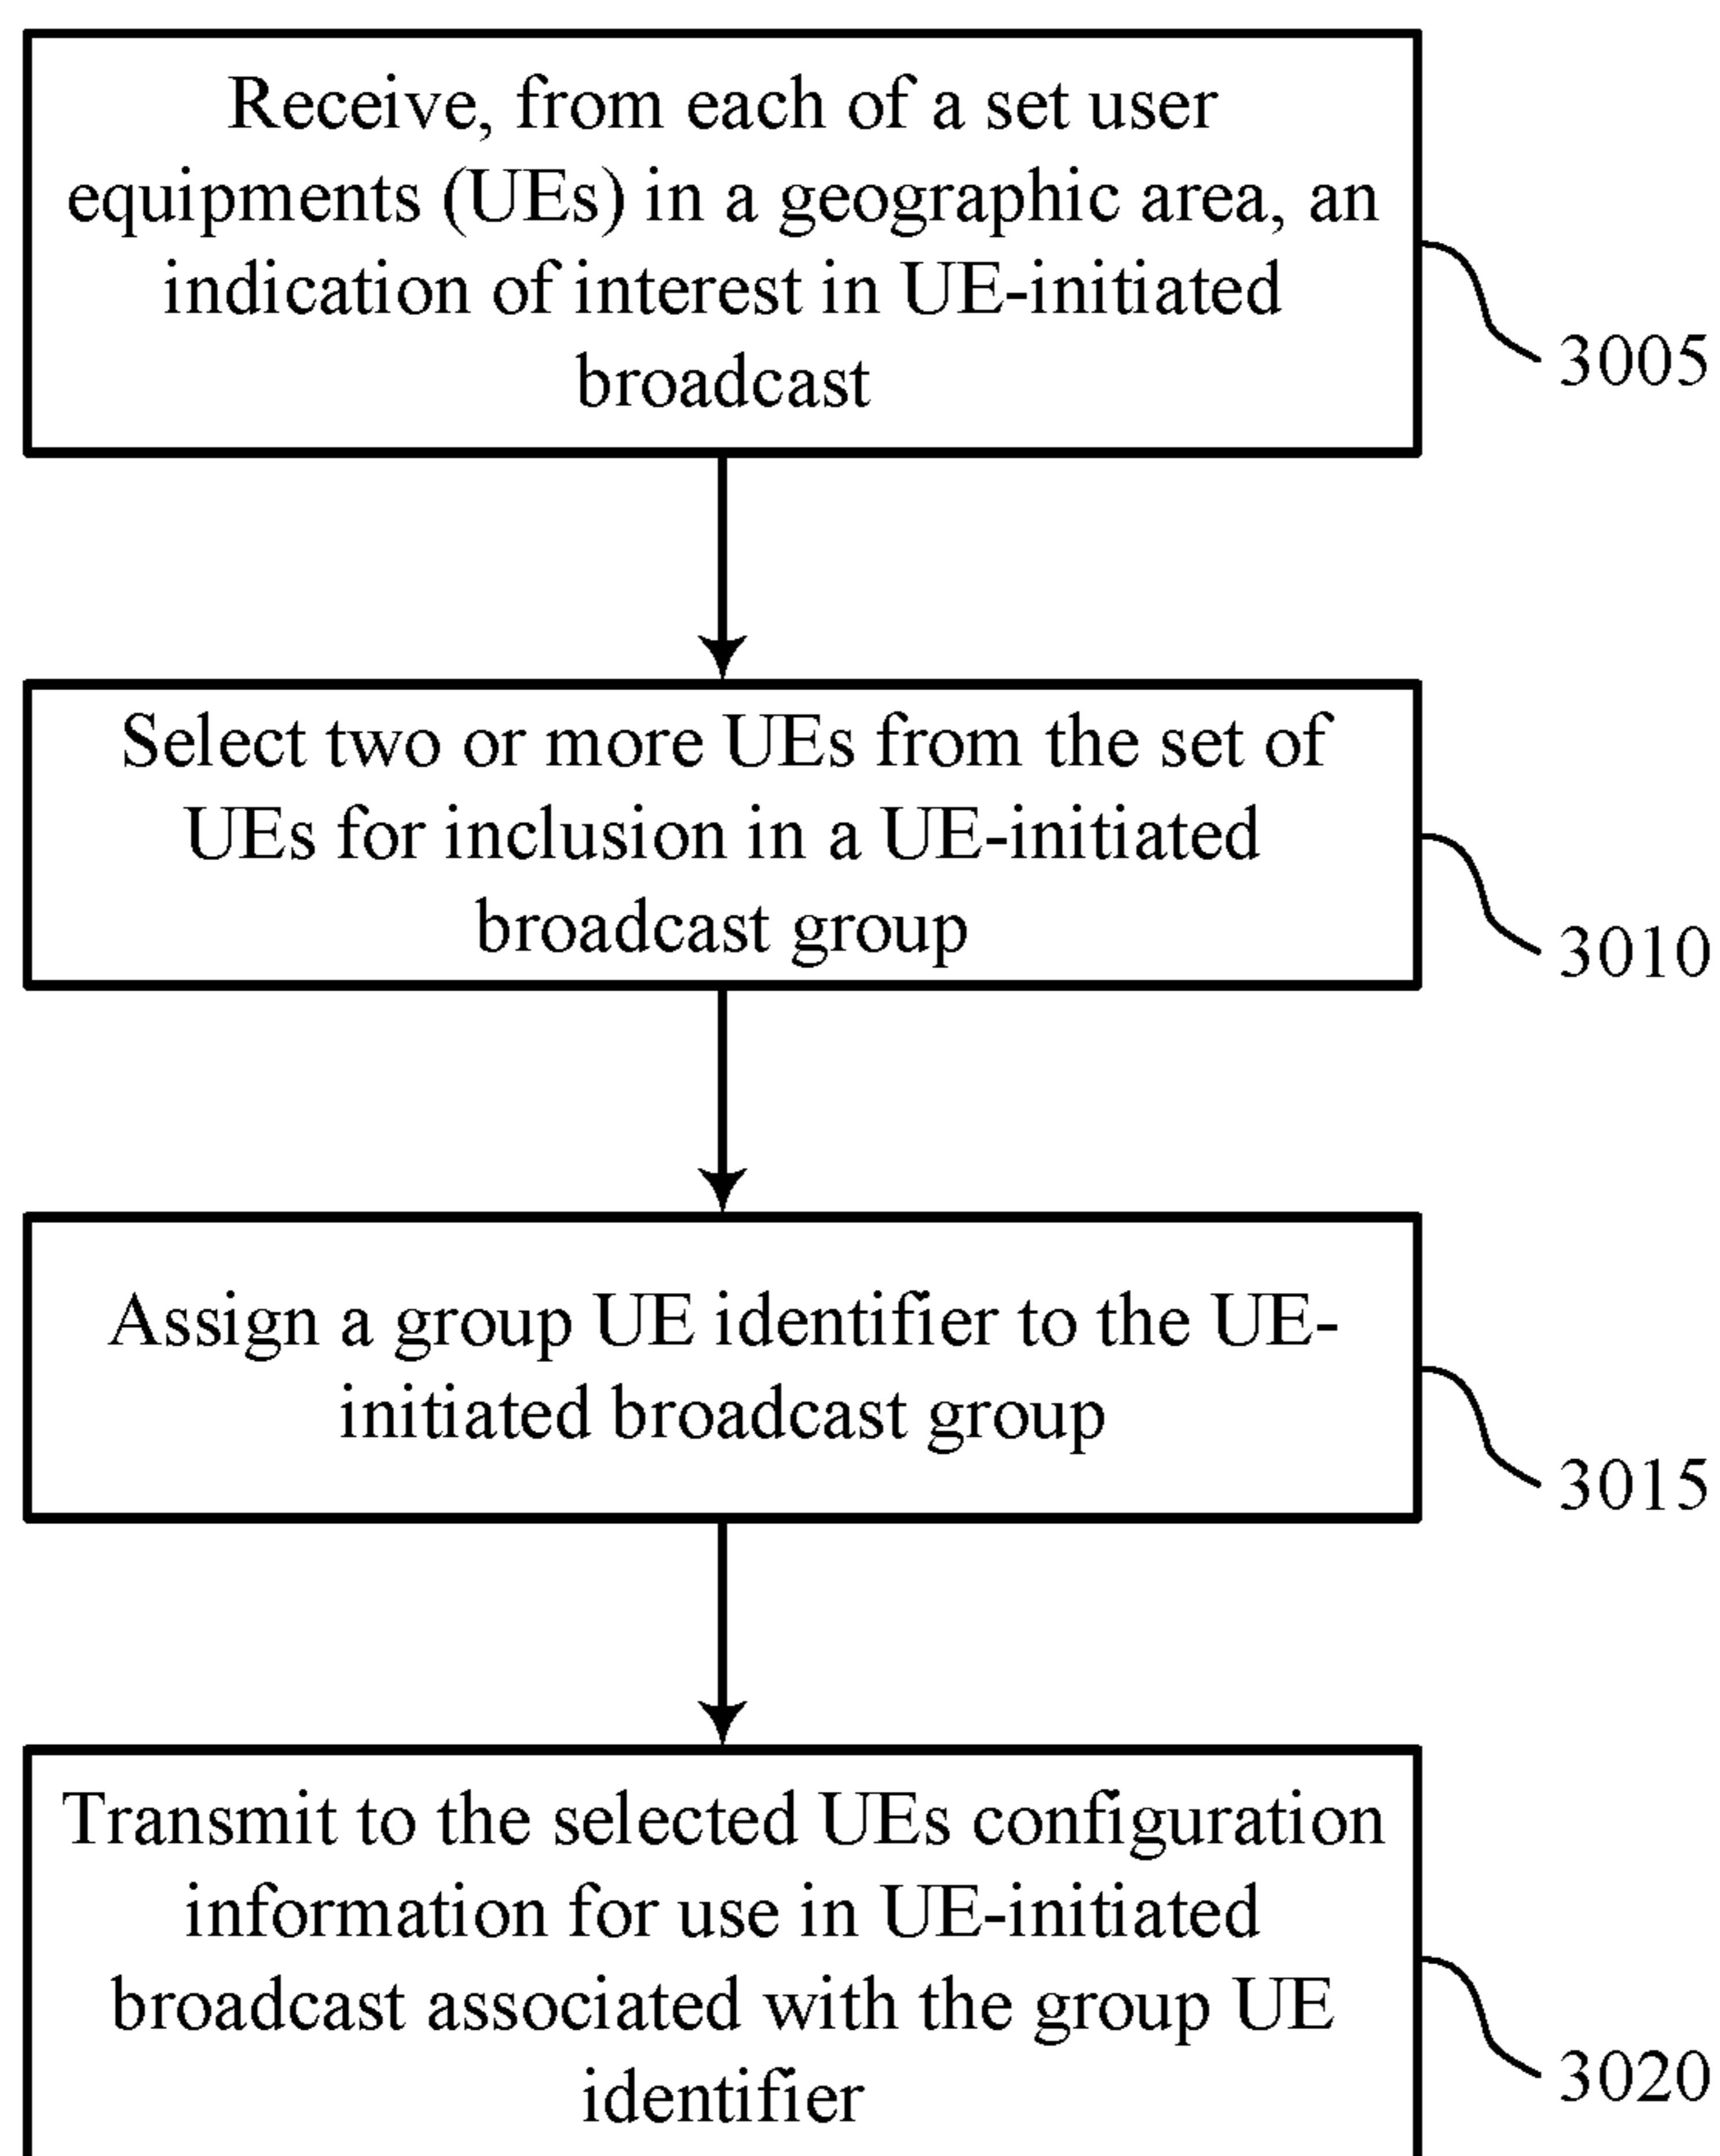 Receive, from each of a set user
equipments (UEs) in a geographic area, an
indication of interest in UE-initiated
broadcast
3005
Select two or more UEs from the set of
UEs for inclusion in a UE-initiated
broadcast group
3010
Assign a group UE identifier to the UE-
initiated broadcast group
3015
Transmit to the selected UEs configuration
information for use in UE-initiated
broadcast associated with the group UE
identifier
3020